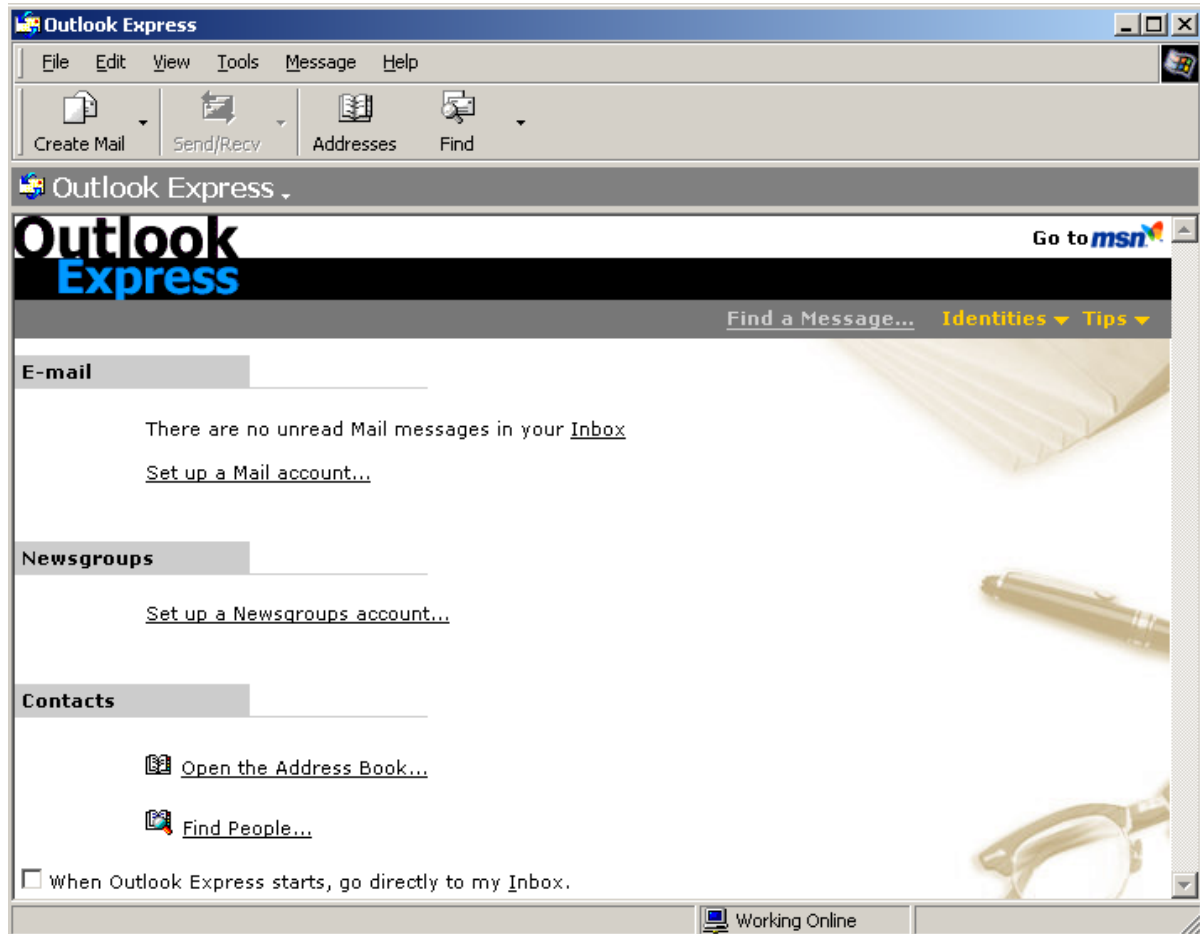 Outlook Express
File Edit View Tools Message Help
Create Mail Send/Recv Addresses Find
Outlook Express
Outlook
Express
Go to msn
Find a Message... Identities Tips
E-mail
There are no unread Mail messages in your Inbox
Set up a Mail account...
Newsgroups
Set up a Newsgroups account...
Contacts
Open the Address Book...
Find People...
When Outlook Express starts, go directly to my Inbox.
Working Online